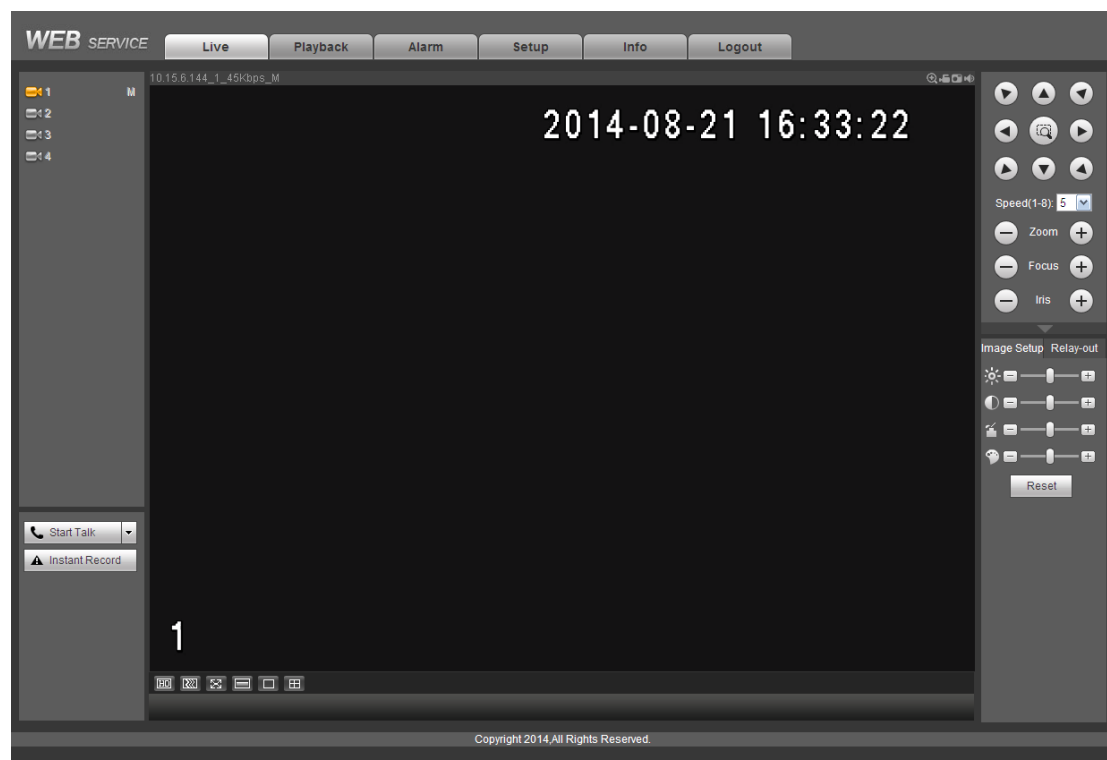 WEB SERVICE
Live
Playback
Alarm
Setup
Info
Logout
10.15.6.144_1_45Kbps_M
1 M
2
3
4
2014-08-21 16:33:22
Speed(1-8): 5
Zoom
Focus
Iris
Image Setup
Relay-out
Reset
Start Talk
Instant Record
1
Copyright 2014,All Rights Reserved.